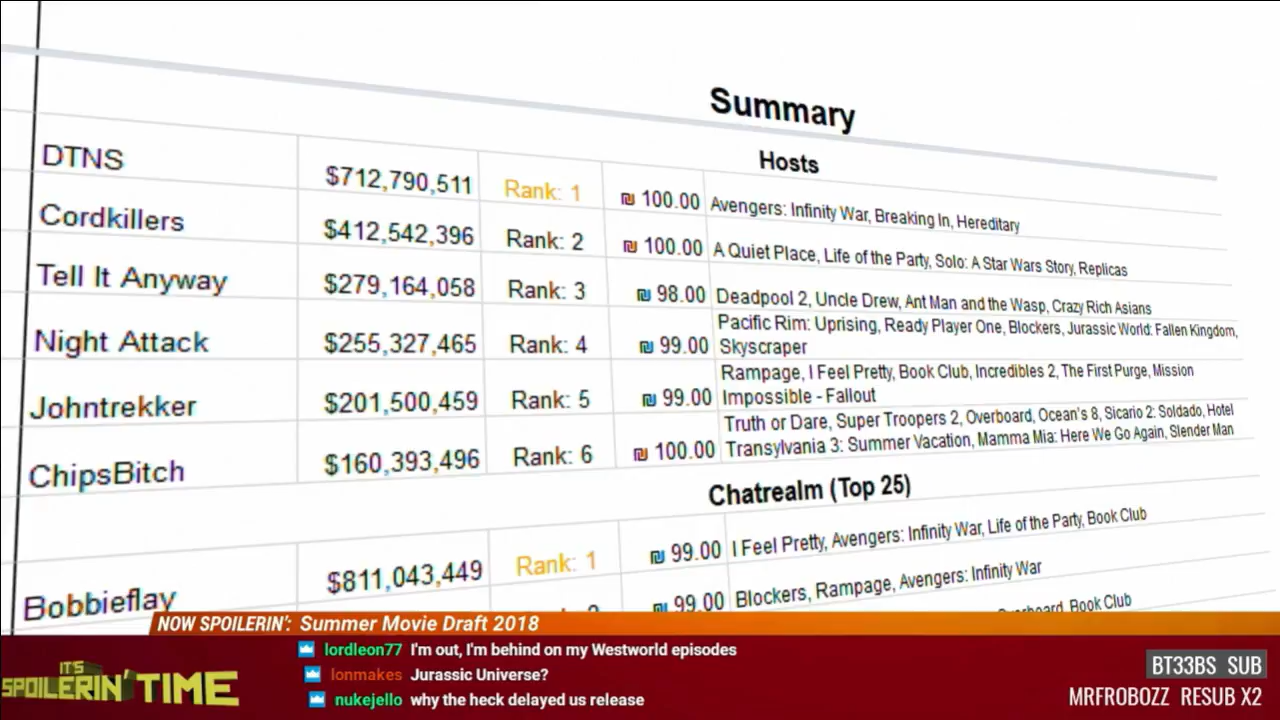 Summary
Hosts
DTNS $712,790,511 Rank: 1 ₪ 100.00 Avengers: Infinity War, Breaking In, Hereditary
Cordkillers $412,542,396 Rank: 2 ₪ 100.00 A Quiet Place, Life of the Party, Solo: A Star Wars Story, Replicas
Tell It Anyway $279,164,058 Rank: 3 ₪ 98.00 Deadpool 2, Uncle Drew, Ant Man and the Wasp, Crazy Rich Asians
Night Attack $255,327,465 Rank: 4 ₪ 99.00 Pacific Rim: Uprising, Ready Player One, Blockers, Jurassic World: Fallen Kingdom,
Skyscraper
Johntrekker $201,500,459 Rank: 5 ₪ 99.00 Rampage, I Feel Pretty, Book Club, Incredibles 2, The First Purge, Mission
Impossible - Fallout
ChipsBitch $160,393,496 Rank: 6 ₪ 100.00 Truth or Dare, Super Troopers 2, Overboard, Ocean's 8, Sicario 2: Soldado, Hotel
Transylvania 3: Summer Vacation, Mamma Mia: Here We Go Again, Slender Man
Chatrealm (Top 25)
Bobbieflay $811,043,449 Rank: 1 ₪ 99.00 I Feel Pretty, Avengers: Infinity War, Life of the Party, Book Club
₪ 99.00 Blockers, Rampage, Avengers: Infinity War
Book Club
NOW SPOILERIN': Summer Movie Draft 2018
IT'S
SPOILERIN' TIME
lordleon77 I'm out, I'm behind on my Westworld episodes
lonmakes Jurassic Universe?
nukejello why the heck delayed us release
BT33BS SUB
MRFROBOZZ RESUB X2